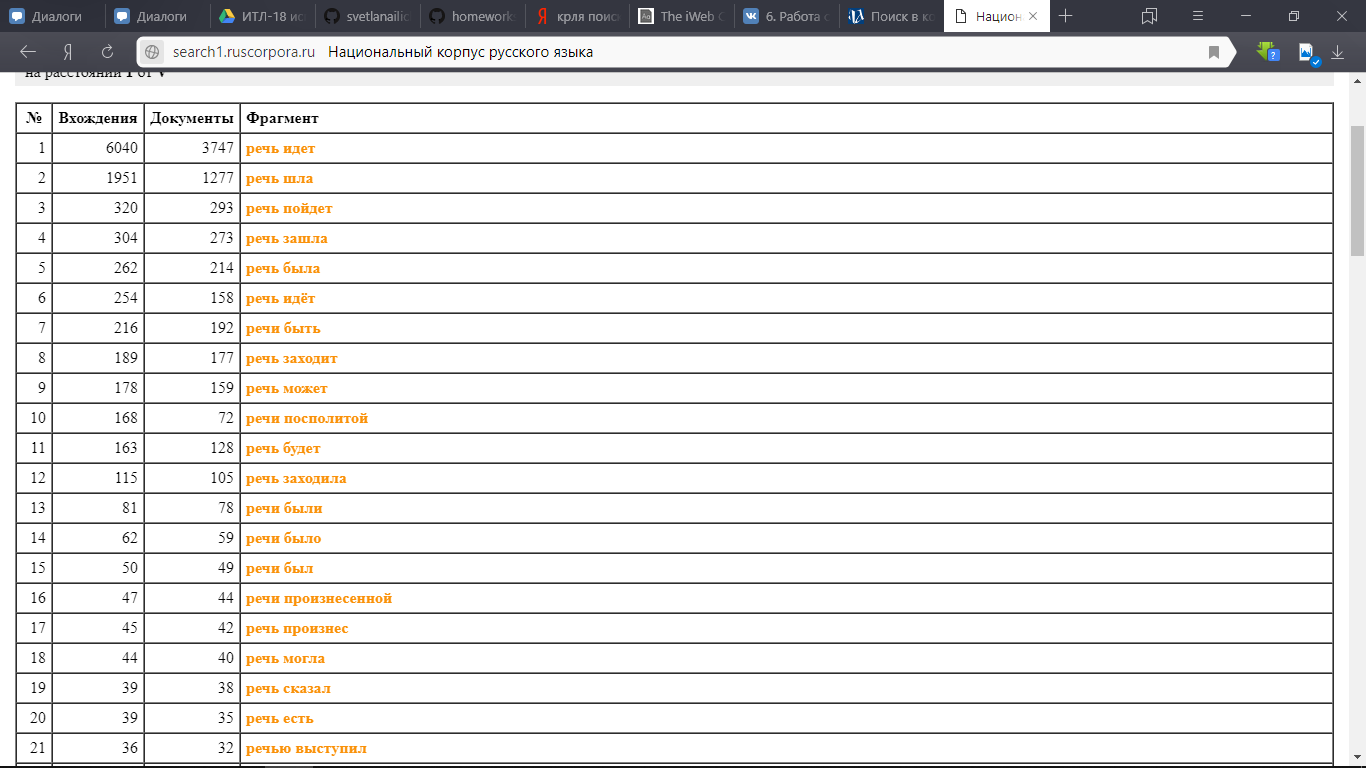 Диалоги Диалоги ИТЛ-18 ис svetlanailic homework крля поис The iWeb C 6. Работа с Поиск в ко Национ
search1.ruscorpora.ru Национальный корпус русского языка
на расстоянии 1 от V
№ Вхождения Документы Фрагмент
1 6040 3747 речь идет
2 1951 1277 речь шла
3 320 293 речь пойдет
4 304 273 речь зашла
5 262 214 речь была
6 254 158 речь идёт
7 216 192 речи быть
8 189 177 речь заходит
9 178 159 речь может
10 168 72 речи посполитой
11 163 128 речь будет
12 115 105 речь заходила
13 81 78 речи были
14 62 59 речи было
15 50 49 речи был
16 47 44 речи произнесенной
17 45 42 речь произнес
18 44 40 речь могла
19 39 38 речь сказал
20 39 35 речь есть
21 36 32 речью выступил